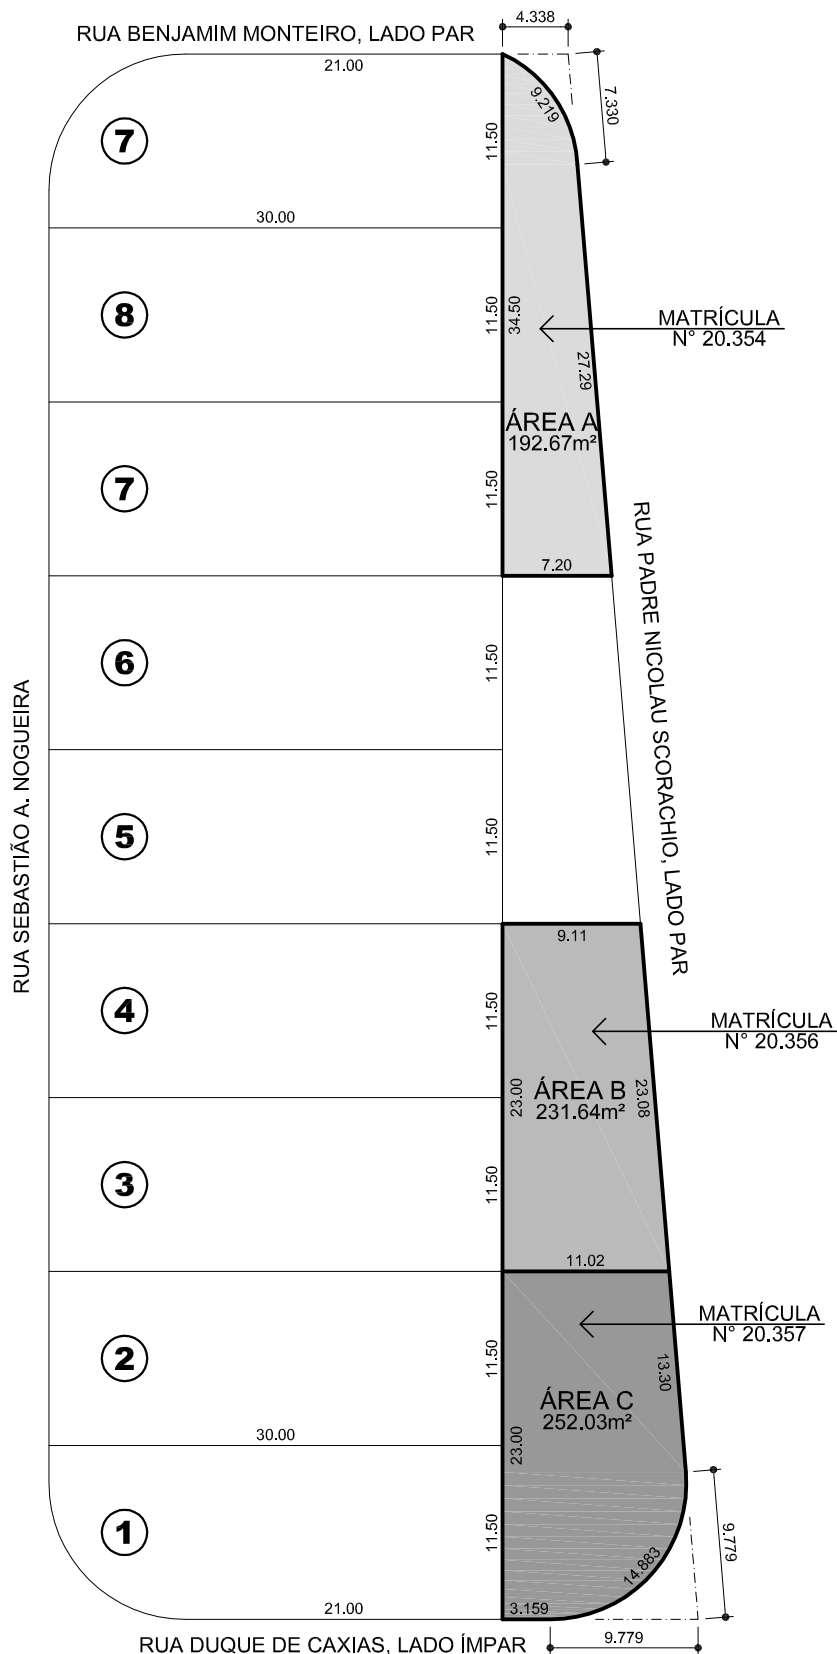 4.338
RUA BENJAMIM MONTEIRO, LADO PAR
21.00
9.219
7.330
7
11.50
30.00
8
11.50
34.50
MATRÍCULA
N° 20.354
27.29
ÁREA A
192.67m²
7
11.50
7.20
RUA PADRE NICOLAU SCORACHIO, LADO PAR
6
11.50
RUA SEBASTIÃO A. NOGUEIRA
5
11.50
9.11
4
11.50
MATRÍCULA
N° 20.356
23.00
ÁREA B
231.64m²
23.08
3
11.50
11.02
MATRÍCULA
N° 20.357
2
11.50
13.30
ÁREA C
252.03m²
30.00
23.00
1
11.50
14.883
9.779
21.00
3.159
RUA DUQUE DE CAXIAS, LADO ÍMPAR
9.779